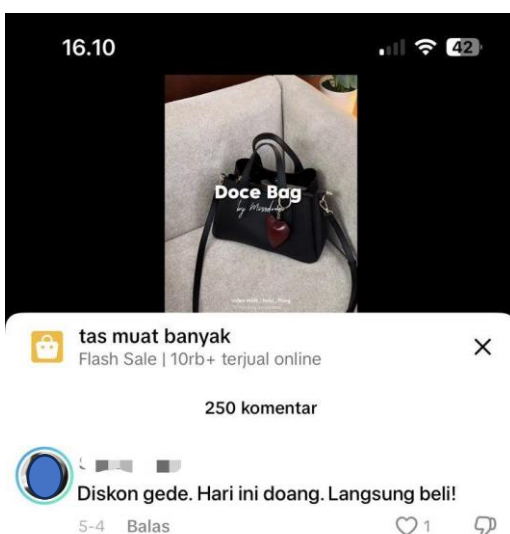 16.10
42
Doce Bag
tas muat banyak
Flash Sale | 10rb+ terjual online
250 komentar
Diskon gede. Hari ini doang. Langsung beli!
5-4 Balas
1